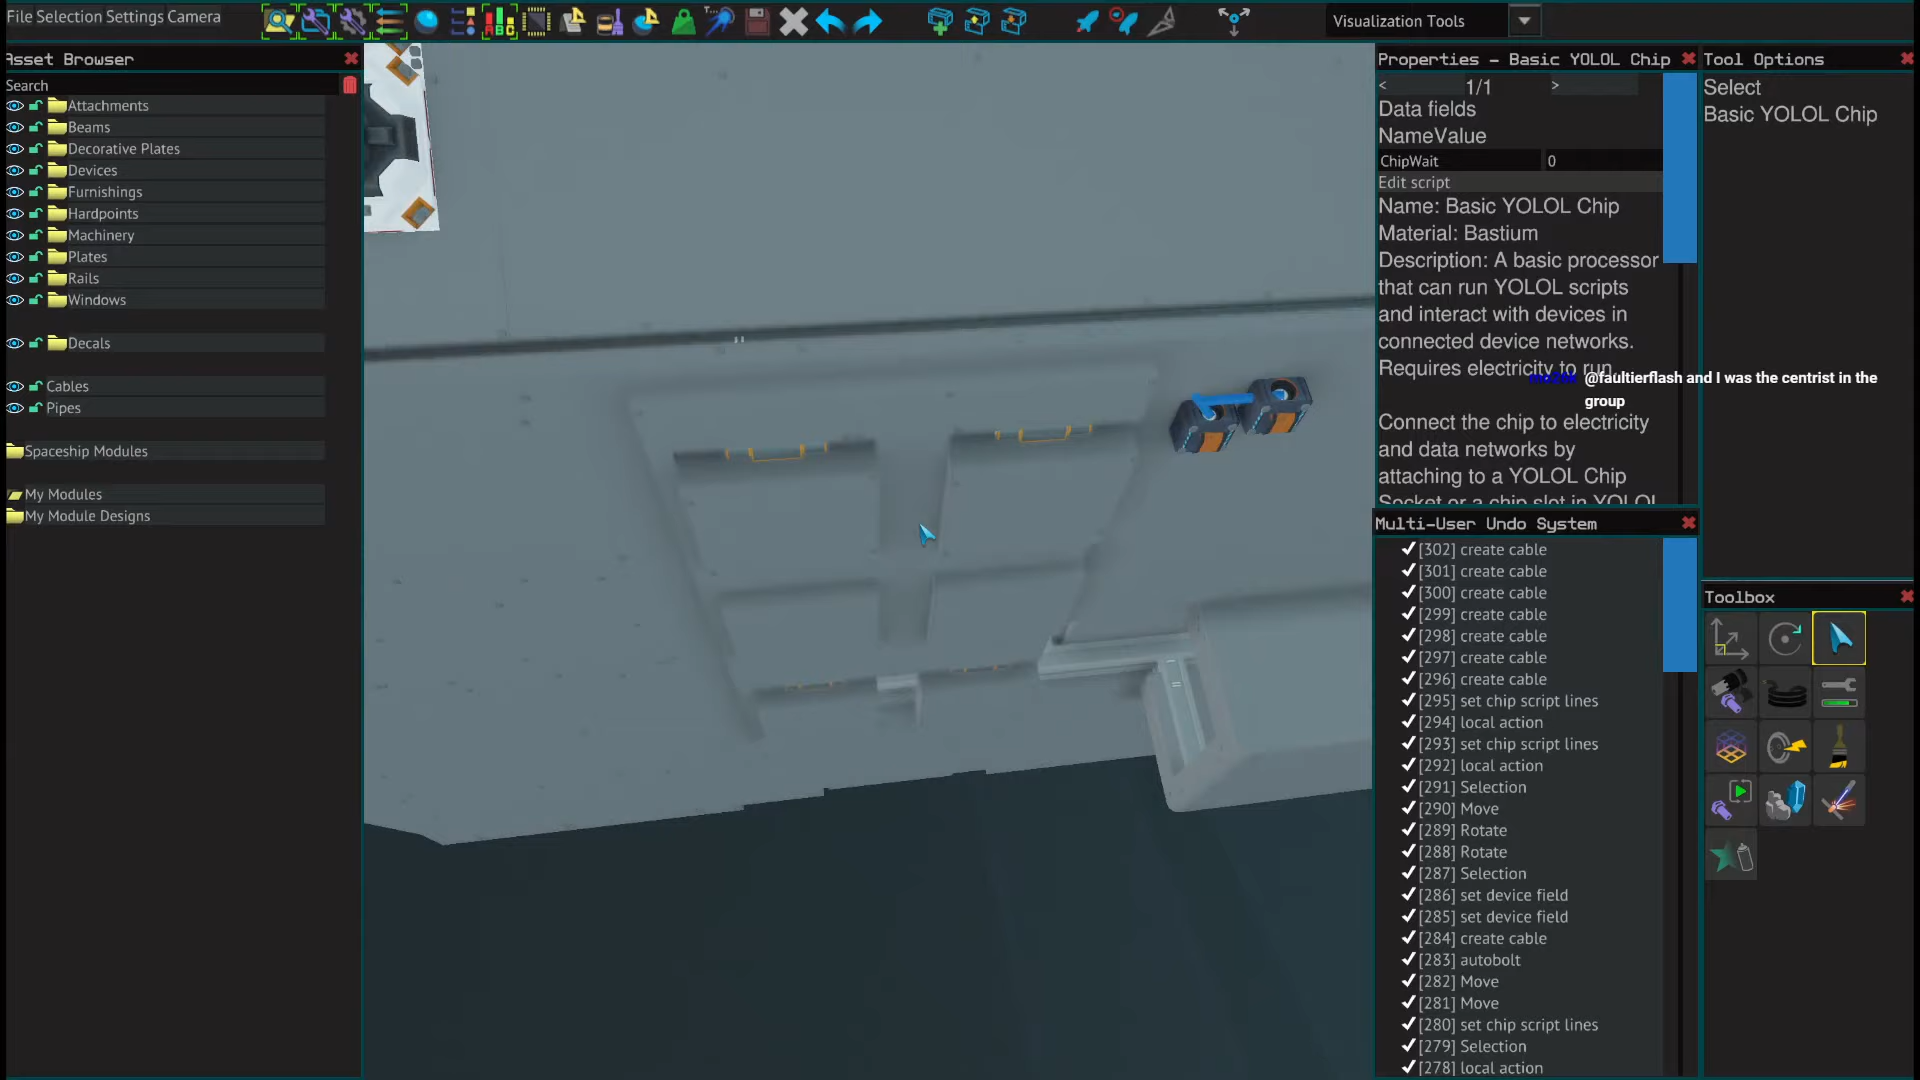 File Selection Settings Camera
Visualization Tools
Asset Browser
Search
Attachments
Beams
Decorative Plates
Devices
Furnishings
Hardpoints
Machinery
Plates
Rails
Windows
Decals
Cables
Pipes
Spaceship Modules
My Modules
My Module Designs
Properties - Basic YOLOL Chip
< 1/1 >
Data fields
NameValue
ChipWait 0
Edit script
Name: Basic YOLOL Chip
Material: Bastium
Description: A basic processor
that can run YOLOL scripts
and interact with devices in
connected device networks.
Requires electricity to run.
@faultierflash and I was the centrist in the
group
Connect the chip to electricity
and data networks by
attaching to a YOLOL Chip
Socket or a chip slot in YOLOL
Tool Options
Select
Basic YOLOL Chip
Multi-User Undo System
[302] create cable
[301] create cable
[300] create cable
[299] create cable
[298] create cable
[297] create cable
[296] create cable
[295] set chip script lines
[294] local action
[293] set chip script lines
[292] local action
[291] Selection
[290] Move
[289] Rotate
[288] Rotate
[287] Selection
[286] set device field
[285] set device field
[284] create cable
[283] autobolt
[282] Move
[281] Move
[280] set chip script lines
[279] Selection
[278] local action
Toolbox